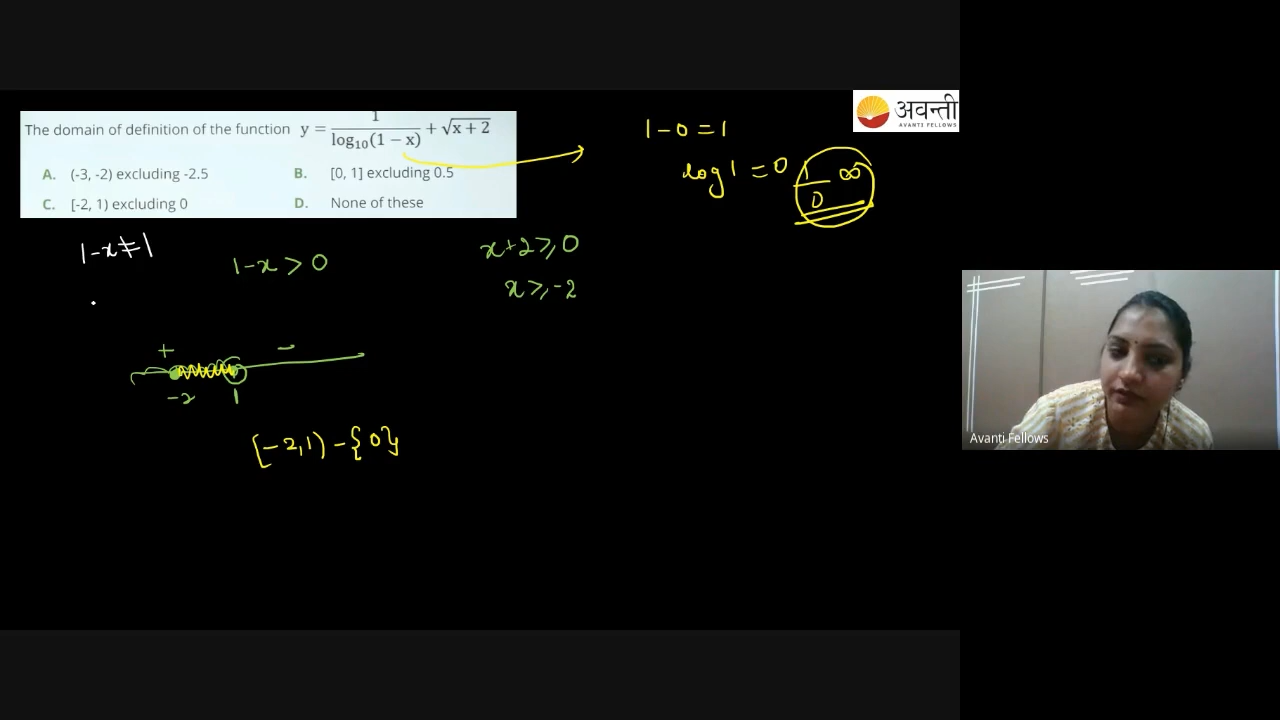 अवन्ती
AVANTI FELLOWS
The domain of definition of the function y = 1/log₁₀(1 − x) + √x + 2
A. (-3, -2) excluding -2.5
B. [0, 1] excluding 0.5
C. [-2, 1) excluding 0
D. None of these
1-0=1
log1=0 1/0 ∞
1-x≠1
1-x>0
x+2≥0
x≥-2
+ -
-2 1
[-2,1)-{0}
Avanti Fellows